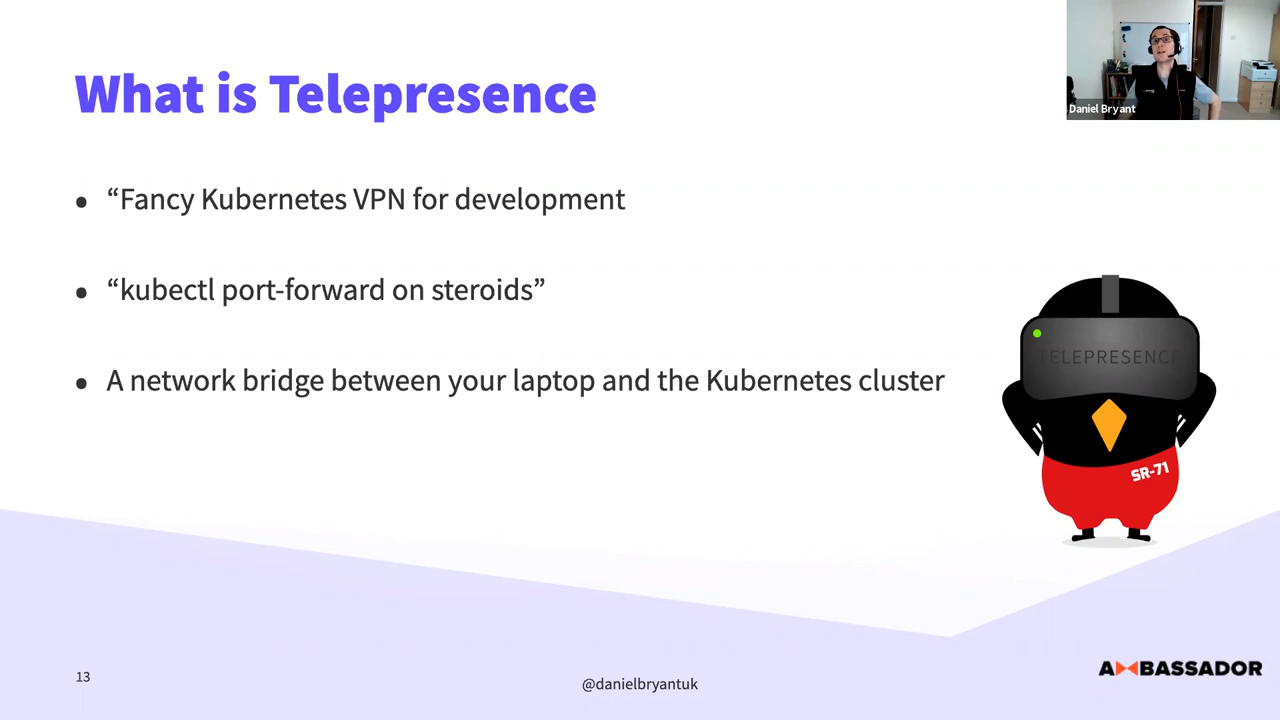 What is Telepresence
Daniel Bryant
• “Fancy Kubernetes VPN for development
• “kubectl port-forward on steroids”
• A network bridge between your laptop and the Kubernetes cluster
TELEPRESENCE
SR-71
13
@danielbryantuk
AMBASSADOR